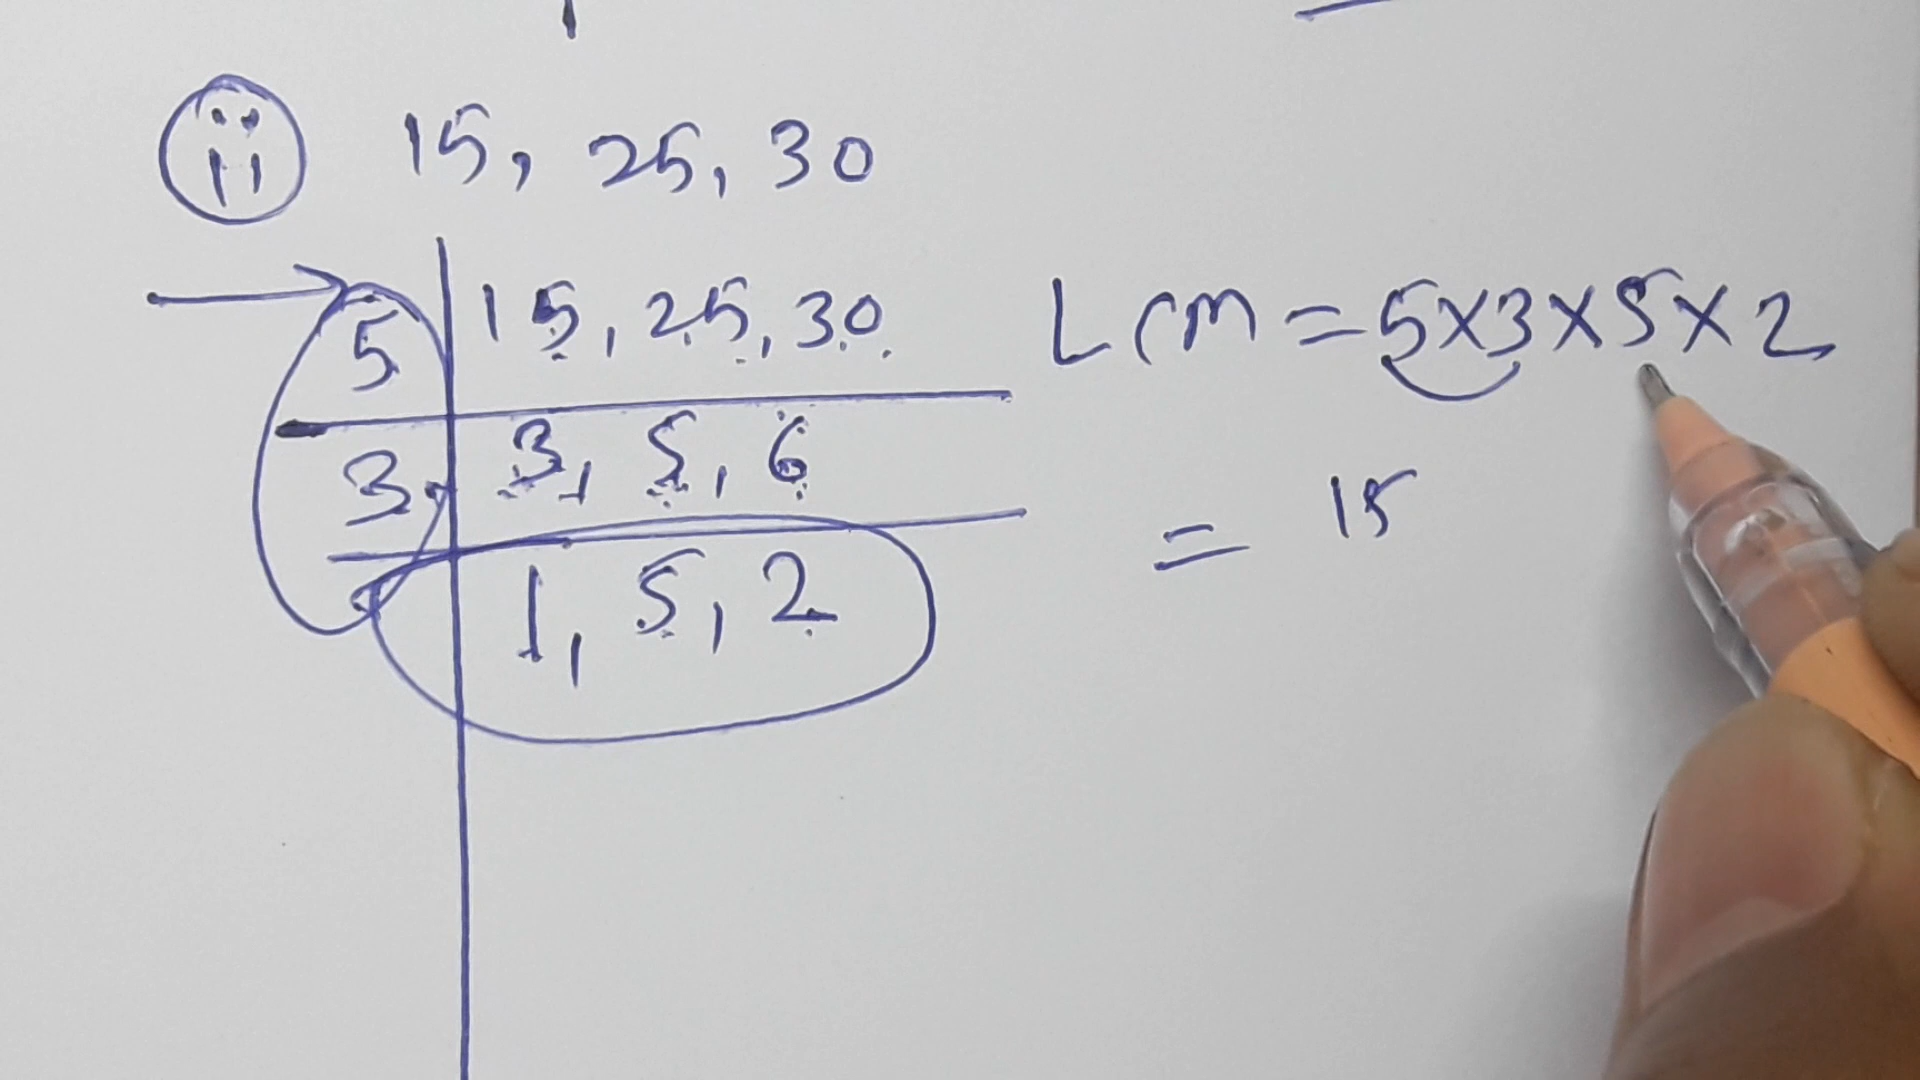 11 15, 25, 30
5 15, 25, 30 LCM = 5×3×5×2
3 3, 5, 6
= 15
1, 5, 2